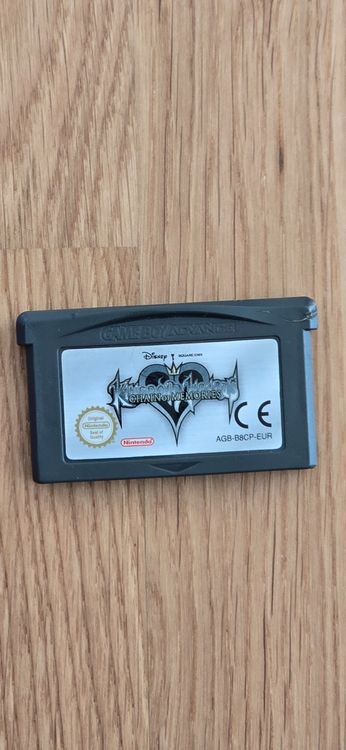 GAME BOY ADVANCE
Disney SQUARE ENIX
KINGDOM HEARTS
CHAIN OF MEMORIES
Original
Nintendo
Seal of
Quality
Nintendo
AGB-B8CP-EUR
CE